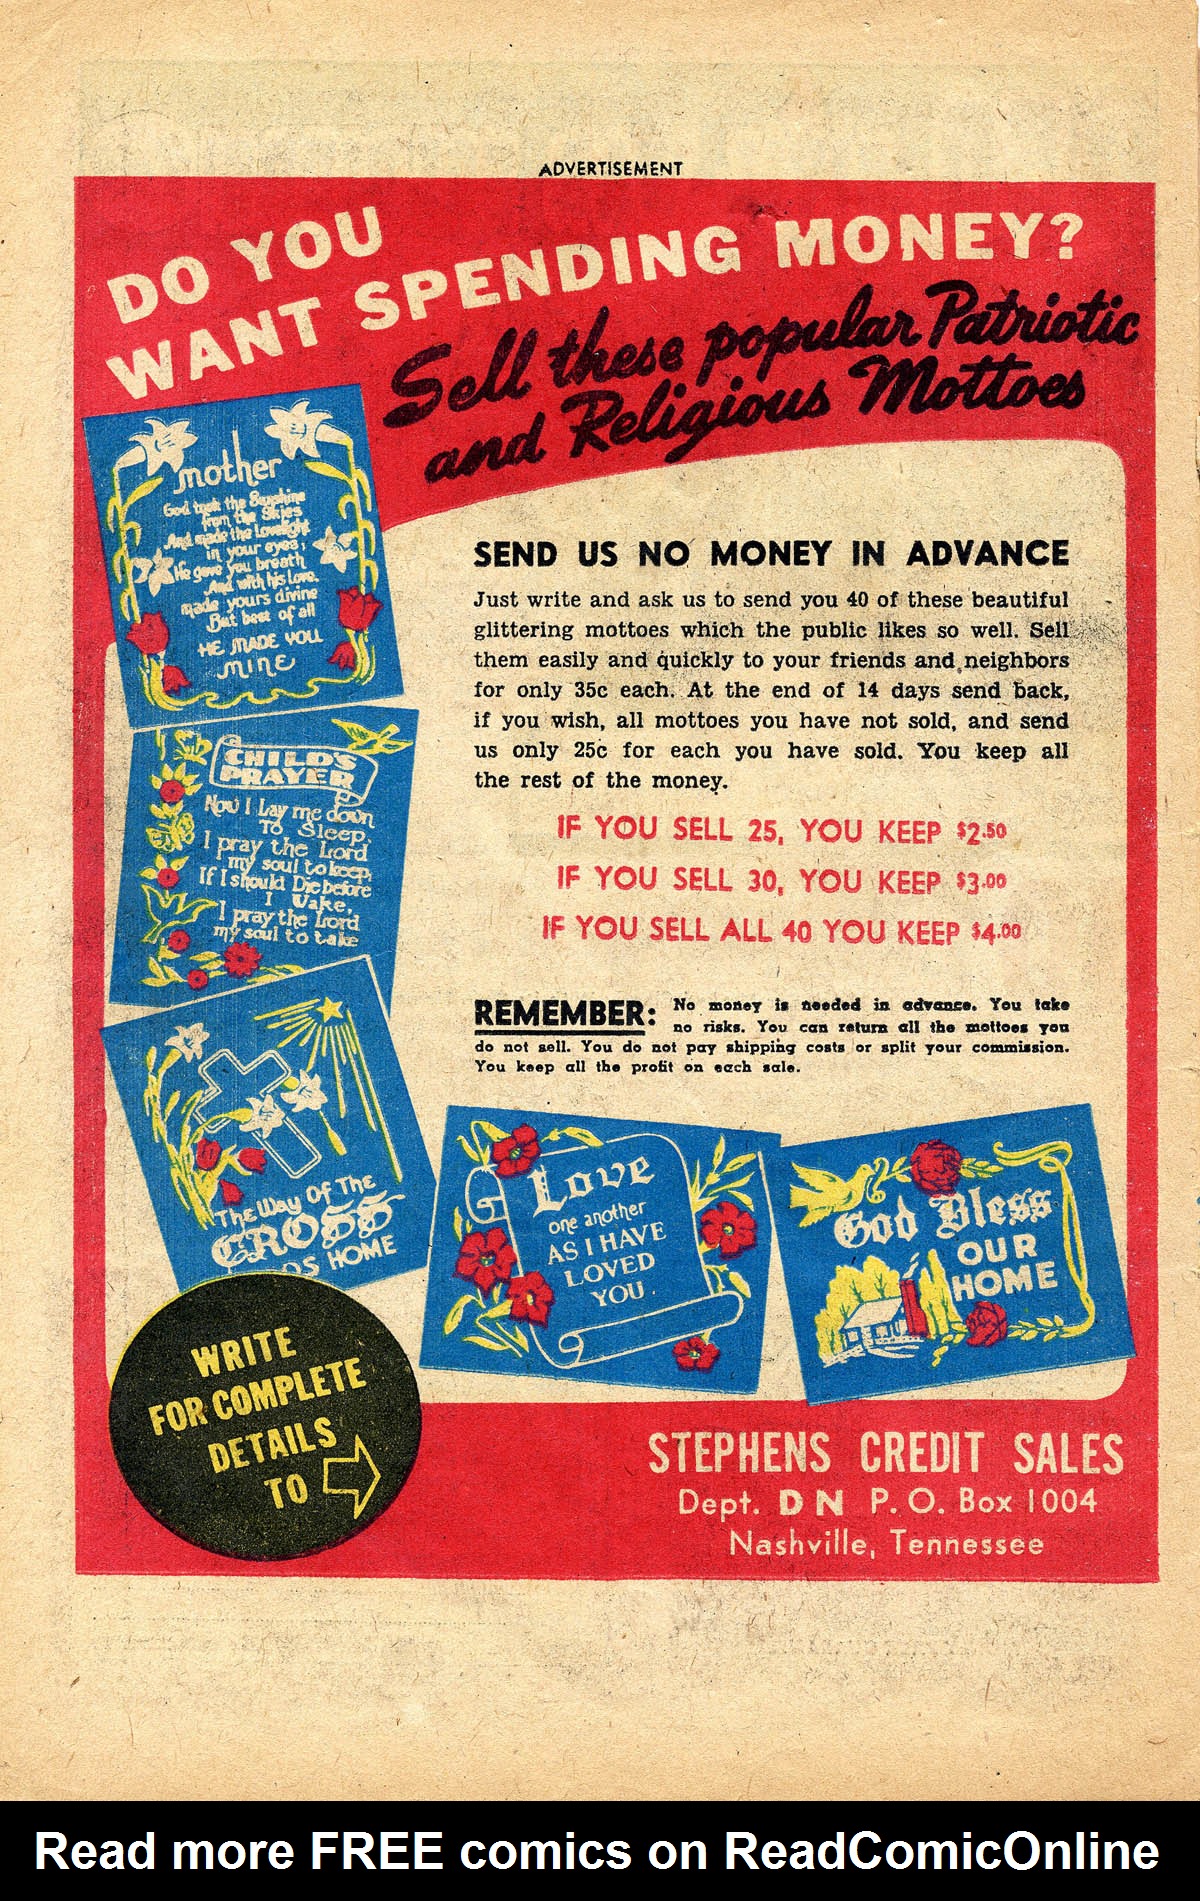 ADVERTISEMENT
DO YOU
WANT SPENDING MONEY?
Sell these popular Patriotic
and Religious Mottoes
mother
God took the Sunshine
from the Skies
And made the Lovelight
in your eyes;
He gave you breath
And with his Love,
made yours divine
But best of all
HE MADE YOU
MINE
SEND US NO MONEY IN ADVANCE
Just write and ask us to send you 40 of these beautiful
glittering mottoes which the public likes so well. Sell
them easily and quickly to your friends and neighbors
for only 35c each. At the end of 14 days send back,
if you wish, all mottoes you have not sold, and send
us only 25c for each you have sold. You keep all
the rest of the money.
IF YOU SELL 25, YOU KEEP $2.50
IF YOU SELL 30, YOU KEEP $3.00
IF YOU SELL ALL 40 YOU KEEP $4.00
CHILD'S
PRAYER
Now I Lay me down
To Sleep,
I pray the Lord
my soul to keep,
If I should Die before
I Wake,
I pray the Lord
my soul to take
REMEMBER: No money is needed in advance. You take
no risks. You can return all the mottoes you
do not sell. You do not pay shipping costs or split your commission.
You keep all the profit on each sale.
The Way Of The
CROSS
DS HOME
Love
one another
AS I HAVE
LOVED
YOU.
God Bless
OUR
HOME
WRITE
FOR COMPLETE
DETAILS
TO
STEPHENS CREDIT SALES
Dept. DN P. O. Box 1004
Nashville, Tennessee
Read more FREE comics on ReadComicOnline